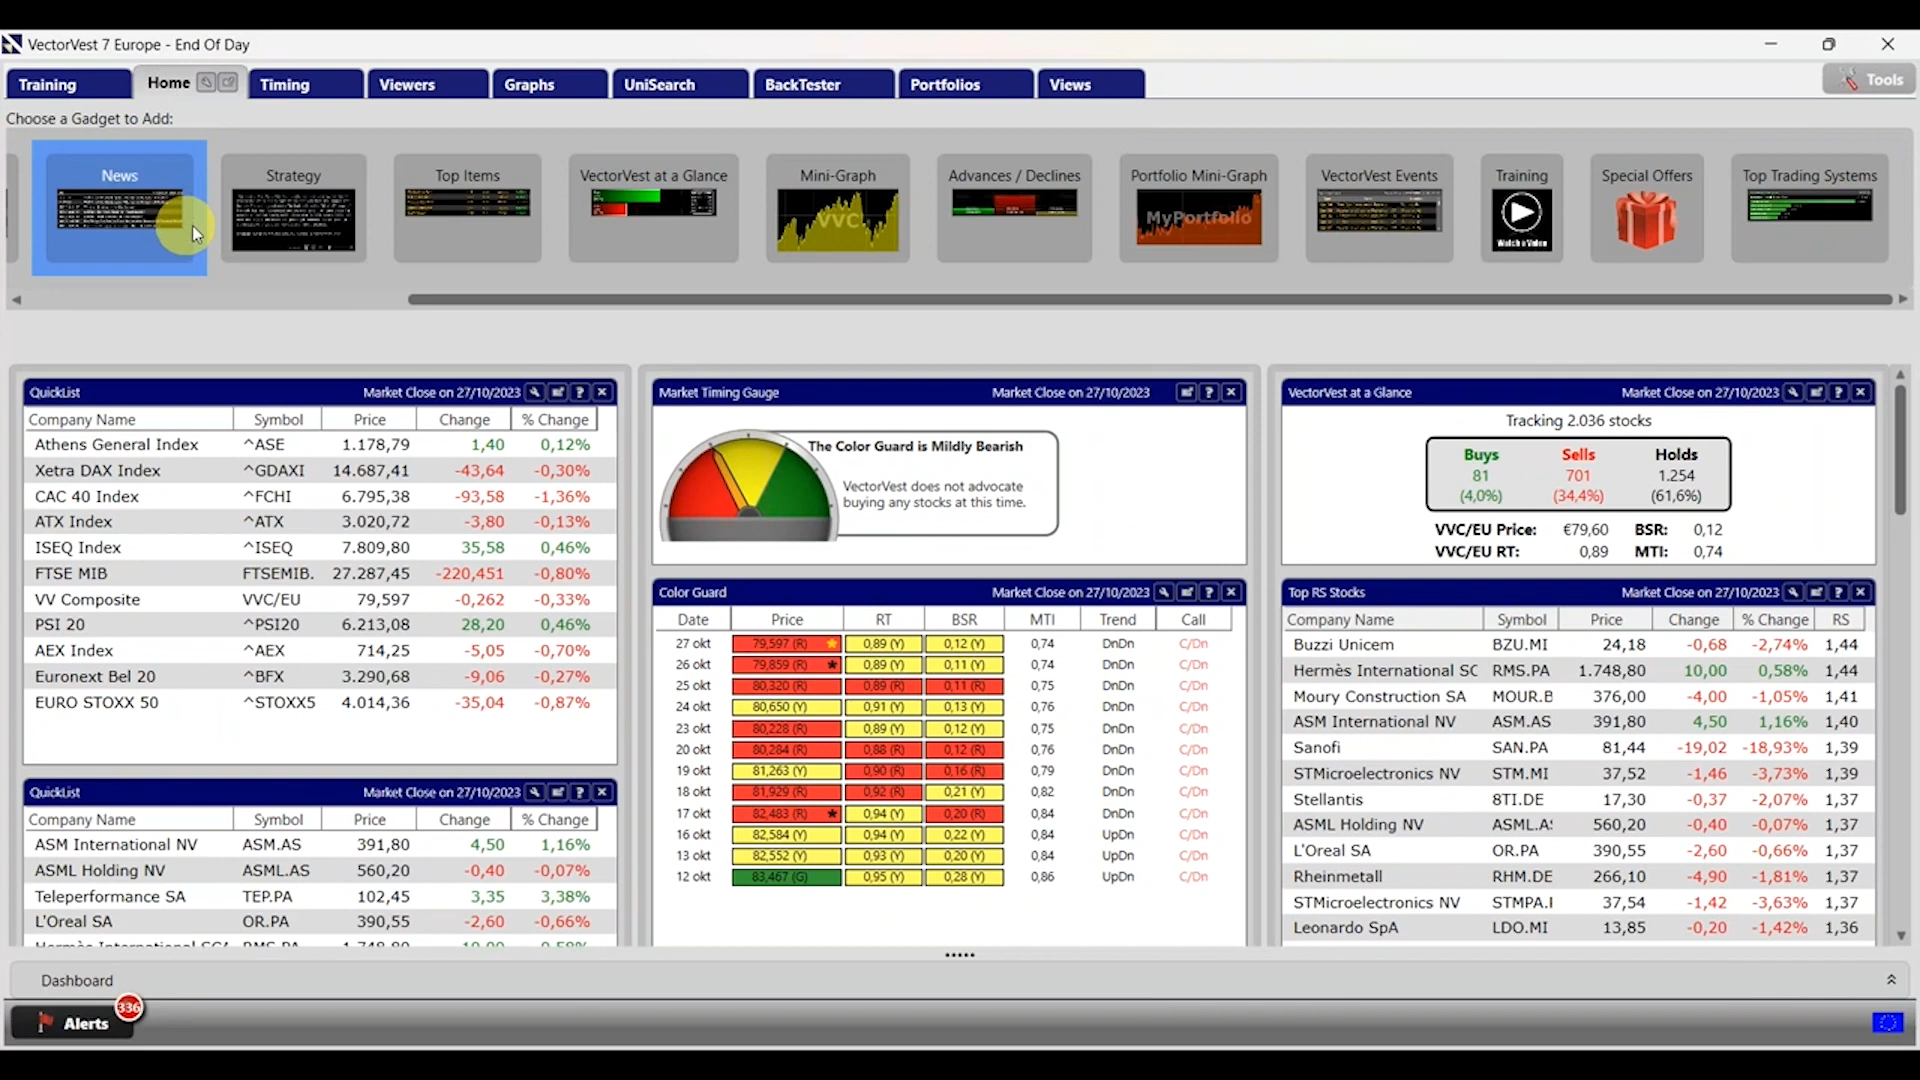 VectorVest 7 Europe - End Of Day
Training
Home
Timing
Viewers
Graphs
UniSearch
BackTester
Portfolios
Views
Tools
Choose a Gadget to Add:
News
Strategy
Top Items
VectorVest at a Glance
Mini-Graph
Advances / Declines
Portfolio Mini-Graph
VectorVest Events
Training
Special Offers
Top Trading Systems
VVC
MyPortfolio
Watch a Video
QuickList Market Close on 27/10/2023
Company Name Symbol Price Change % Change
Athens General Index ^ASE 1.178,79 1,40 0,12%
Xetra DAX Index ^GDAXI 14.687,41 -43,64 -0,30%
CAC 40 Index ^FCHI 6.795,38 -93,58 -1,36%
ATX Index ^ATX 3.020,72 -3,80 -0,13%
ISEQ Index ^ISEQ 7.809,80 35,58 0,46%
FTSE MIB FTSEMIB. 27.287,45 -220,451 -0,80%
VV Composite VVC/EU 79,597 -0,262 -0,33%
PSI 20 ^PSI20 6.213,08 28,20 0,46%
AEX Index ^AEX 714,25 -5,05 -0,70%
Euronext Bel 20 ^BFX 3.290,68 -9,06 -0,27%
EURO STOXX 50 ^STOXX5 4.014,36 -35,04 -0,87%
QuickList Market Close on 27/10/2023
Company Name Symbol Price Change % Change
ASM International NV ASM.AS 391,80 4,50 1,16%
ASML Holding NV ASML.AS 560,20 -0,40 -0,07%
Teleperformance SA TEP.PA 102,45 3,35 3,38%
L'Oreal SA OR.PA 390,55 -2,60 -0,66%
Market Timing Gauge Market Close on 27/10/2023
The Color Guard is Mildly Bearish
VectorVest does not advocate
buying any stocks at this time.
Color Guard Market Close on 27/10/2023
Date Price RT BSR MTI Trend Call
27 okt 79,597 (R) 0,89 (Y) 0,12 (Y) 0,74 DnDn C/Dn
26 okt 79,859 (R) * 0,89 (Y) 0,11 (Y) 0,74 DnDn C/Dn
25 okt 80,320 (R) 0,89 (R) 0,11 (R) 0,75 DnDn C/Dn
24 okt 80,650 (Y) 0,91 (Y) 0,13 (Y) 0,76 DnDn C/Dn
23 okt 80,228 (R) 0,89 (Y) 0,12 (Y) 0,75 DnDn C/Dn
20 okt 80,284 (R) 0,88 (R) 0,12 (R) 0,76 DnDn C/Dn
19 okt 81,263 (Y) 0,90 (R) 0,16 (R) 0,79 DnDn C/Dn
18 okt 81,929 (R) 0,92 (R) 0,21 (Y) 0,82 DnDn C/Dn
17 okt 82,483 (R) * 0,94 (Y) 0,20 (R) 0,84 DnDn C/Dn
16 okt 82,584 (Y) 0,94 (Y) 0,22 (Y) 0,84 UpDn C/Dn
13 okt 82,552 (Y) 0,93 (Y) 0,20 (Y) 0,84 UpDn C/Dn
12 okt 83,467 (G) 0,95 (Y) 0,28 (Y) 0,86 UpDn C/Dn
VectorVest at a Glance Market Close on 27/10/2023
Tracking 2.036 stocks
Buys Sells Holds
81 701 1.254
(4,0%) (34,4%) (61,6%)
VVC/EU Price: €79,60 BSR: 0,12
VVC/EU RT: 0,89 MTI: 0,74
Top RS Stocks Market Close on 27/10/2023
Company Name Symbol Price Change % Change RS
Buzzi Unicem BZU.MI 24,18 -0,68 -2,74% 1,44
Hermès International SC RMS.PA 1.748,80 10,00 0,58% 1,44
Moury Construction SA MOUR.B 376,00 -4,00 -1,05% 1,41
ASM International NV ASM.AS 391,80 4,50 1,16% 1,40
Sanofi SAN.PA 81,44 -19,02 -18,93% 1,39
STMicroelectronics NV STM.MI 37,52 -1,46 -3,73% 1,39
Stellantis 8TI.DE 17,30 -0,37 -2,07% 1,37
ASML Holding NV ASML.A 560,20 -0,40 -0,07% 1,37
L'Oreal SA OR.PA 390,55 -2,60 -0,66% 1,37
Rheinmetall RHM.DE 266,10 -4,90 -1,81% 1,37
STMicroelectronics NV STMPA.I 37,54 -1,42 -3,63% 1,37
Leonardo SpA LDO.MI 13,85 -0,20 -1,42% 1,36
Dashboard
Alerts 336